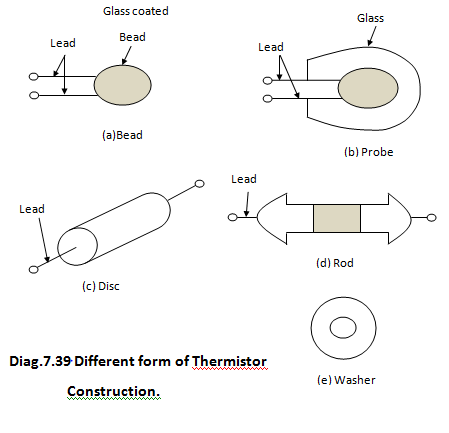 Glass coated
Bead
Lead
(a)Bead
Glass
Lead
(b) Probe
Lead
(c) Disc
Lead
(d) Rod
(e) Washer
Diag.7.39 Different form of Thermistor
Construction.